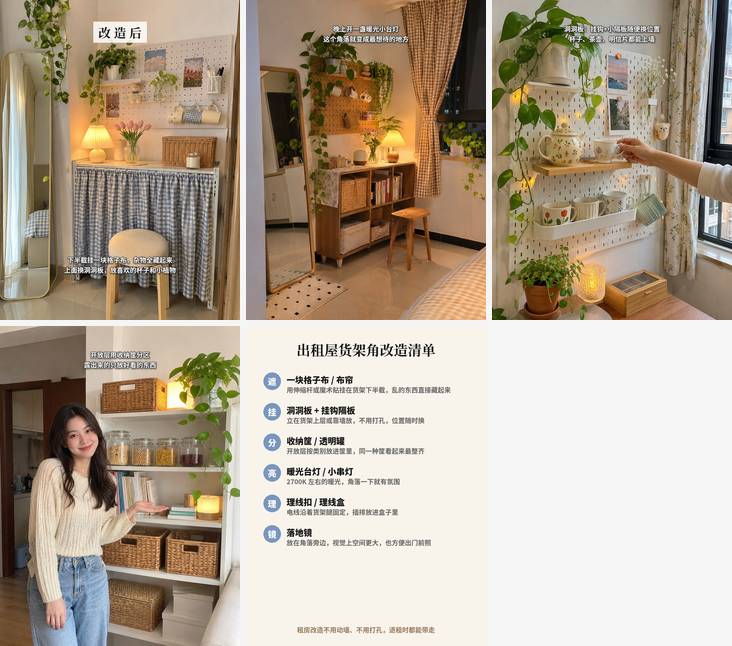 改造后
下半截挂一块格子布，杂物全藏起来
上面换洞洞板，放喜欢的杯子和小植物
晚上开一盏暖光小台灯
这个角落就变成最想待的地方
洞洞板、挂钩+小隔板随便换位置
杯子、茶壶、明信片都能上墙
开放层用收纳筐分区
露出来的只放好看的东西
出租屋货架角改造清单
遮
一块格子布 / 布帘
用伸缩杆或魔术贴挂在货架下半截，乱的东西直接藏起来
挂
洞洞板 + 挂钩隔板
立在货架上层或靠墙放，不用打孔，位置随时换
分
收纳筐 / 透明罐
开放层按类别放进筐里，同一种筐看起来最整齐
亮
暖光台灯 / 小串灯
2700K 左右的暖光，角落一下就有氛围
理
理线扣 / 理线盒
电线沿着货架腿固定，插排放进盒子里
镜
落地镜
放在角落旁边，视觉上空间更大，也方便出门前照
租房改造不用动墙、不用打孔，退租时都能带走